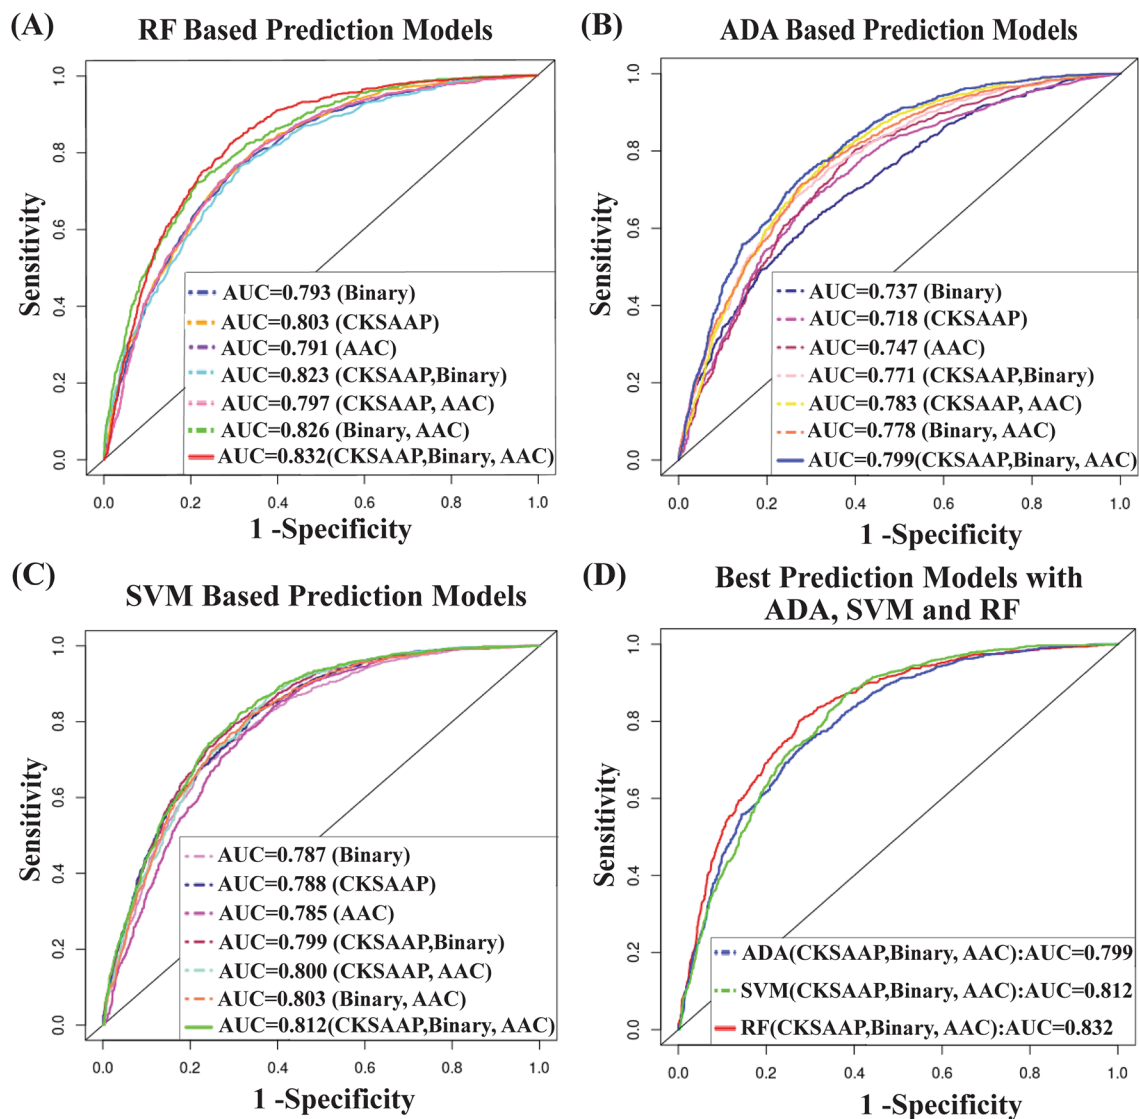 (A)
RF Based Prediction Models
Sensitivity
1.0
0.8
0.6
0.4
0.2
0.0
AUC=0.793 (Binary)
AUC=0.803 (CKSAAP)
AUC=0.791 (AAC)
AUC=0.823 (CKSAAP,Binary)
AUC=0.797 (CKSAAP, AAC)
AUC=0.826 (Binary, AAC)
AUC=0.832(CKSAAP,Binary, AAC)
0.0 0.2 0.4 0.6 0.8 1.0
1 -Specificity
(B)
ADA Based Prediction Models
Sensitivity
1.0
0.8
0.6
0.4
0.2
0.0
AUC=0.737 (Binary)
AUC=0.718 (CKSAAP)
AUC=0.747 (AAC)
AUC=0.771 (CKSAAP,Binary)
AUC=0.783 (CKSAAP, AAC)
AUC=0.778 (Binary, AAC)
AUC=0.799(CKSAAP,Binary, AAC)
0.0 0.2 0.4 0.6 0.8 1.0
1 -Specificity
(C)
SVM Based Prediction Models
Sensitivity
1.0
0.8
0.6
0.4
0.2
0.0
AUC=0.787 (Binary)
AUC=0.788 (CKSAAP)
AUC=0.785 (AAC)
AUC=0.799 (CKSAAP,Binary)
AUC=0.800 (CKSAAP, AAC)
AUC=0.803 (Binary, AAC)
AUC=0.812(CKSAAP,Binary, AAC)
0.0 0.2 0.4 0.6 0.8 1.0
1 -Specificity
(D)
Best Prediction Models with
ADA, SVM and RF
Sensitivity
1.0
0.8
0.6
0.4
0.2
0.0
ADA(CKSAAP,Binary, AAC):AUC=0.799
SVM(CKSAAP,Binary, AAC):AUC=0.812
RF(CKSAAP,Binary, AAC):AUC=0.832
0.0 0.2 0.4 0.6 0.8 1.0
1 -Specificity